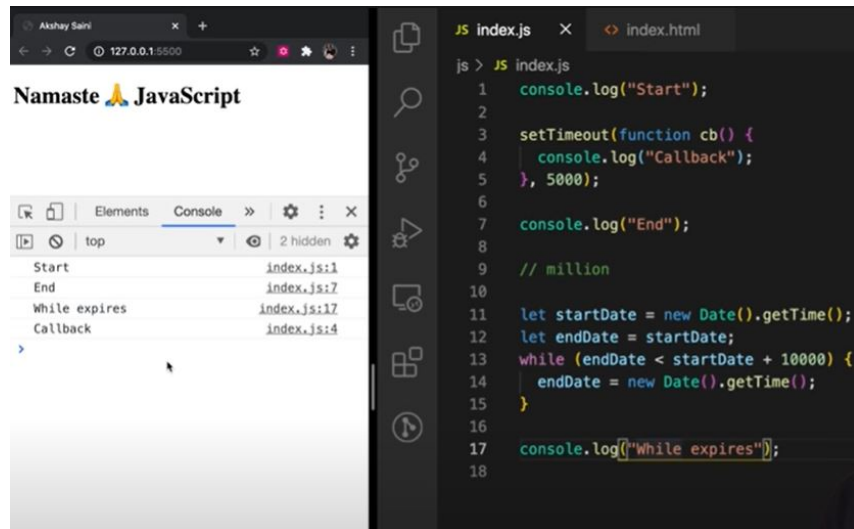 Akshay Saini
127.0.0.1:5500
Namaste 🙏 JavaScript
Elements Console »
top 2 hidden
Start index.js:1
End index.js:7
While expires index.js:17
Callback index.js:4
>
JS index.js × <> index.html
js > JS index.js
1 console.log("Start");
2
3 setTimeout(function cb() {
4 console.log("Callback");
5 }, 5000);
6
7 console.log("End");
8
9 // million
10
11 let startDate = new Date().getTime();
12 let endDate = startDate;
13 while (endDate < startDate + 10000) {
14 endDate = new Date().getTime();
15 }
16
17 console.log("While expires");
18